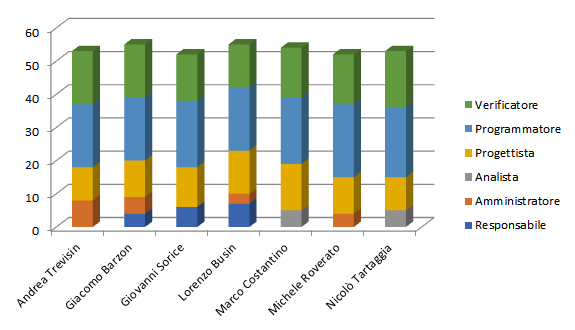 60
50
40
30
20
10
0
Andrea Trevisin
Giacomo Barzon
Giovanni Sorice
Lorenzo Busin
Marco Costantino
Michele Roverato
Nicolò Tartaggia
Verificatore
Programmatore
Progettista
Analista
Amministratore
Responsabile